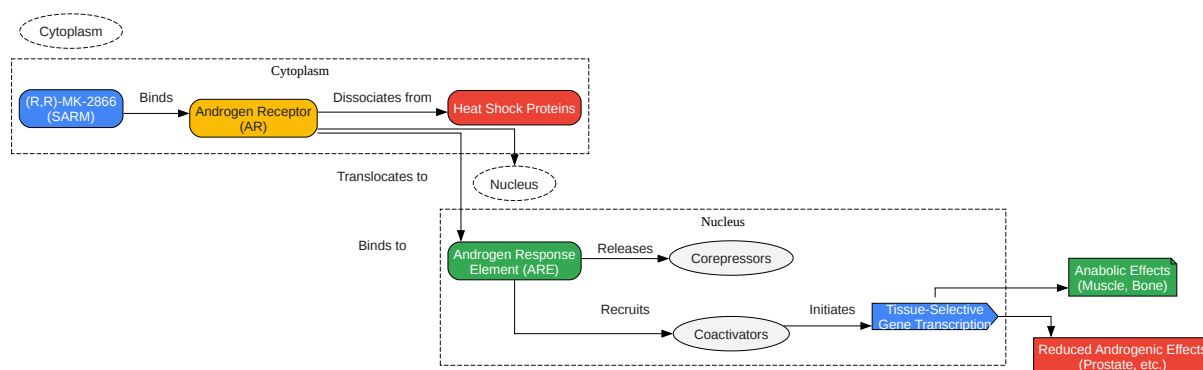 Cytoplasm
Cytoplasm
(R,R)-MK-2866
(SARM)
Binds
Androgen Receptor
(AR)
Dissociates from
Heat Shock Proteins
Translocates to
Nucleus
Binds to
Nucleus
Androgen Response
Element (ARE)
Releases
Corepressors
Recruits
Coactivators
Initiates
Tissue-Selective
Gene Transcription
Anabolic Effects
(Muscle, Bone)
Reduced Androgenic Effects
(Prostate, etc.)